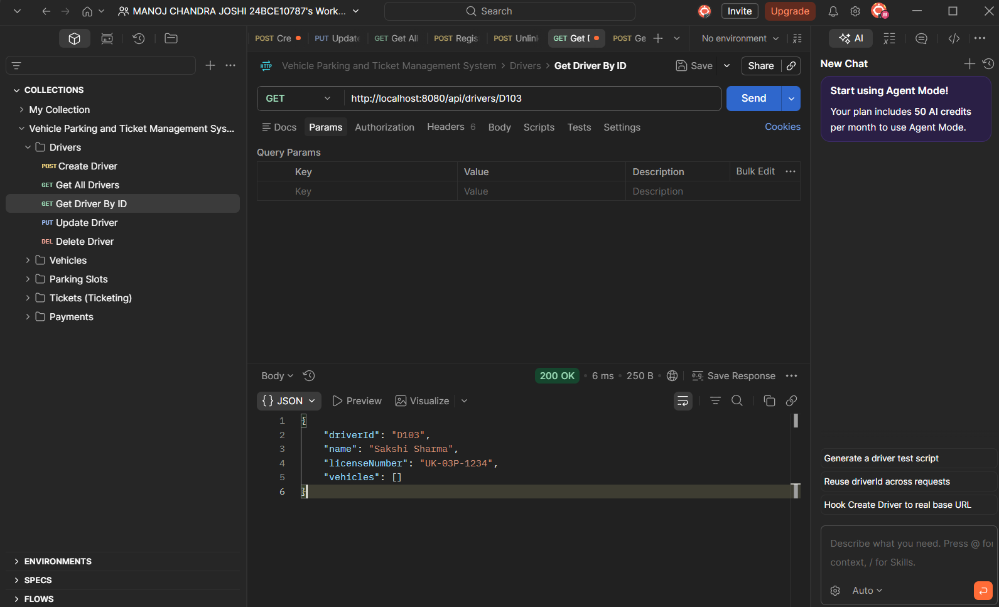 MANOJ CHANDRA JOSHI 24BCE10787's Work...
Search
Invite
Upgrade
POST Cre
PUT Update
GET Get All
POST Regis
POST Unlin
GET Get
POST Ge
No environment
AI
HTTP
Vehicle Parking and Ticket Management System > Drivers > Get Driver By ID
Save
Share
New Chat
COLLECTIONS
My Collection
Vehicle Parking and Ticket Management Sys...
Drivers
POST Create Driver
GET Get All Drivers
GET Get Driver By ID
PUT Update Driver
DEL Delete Driver
Vehicles
Parking Slots
Tickets (Ticketing)
Payments
ENVIRONMENTS
SPECS
FLOWS
GET
http://localhost:8080/api/drivers/D103
Send
Docs
Params
Authorization
Headers 6
Body
Scripts
Tests
Settings
Cookies
Query Params
Key
Value
Description
Bulk Edit
Key
Value
Description
Body
200 OK
6 ms
250 B
e.g.
Save Response
{} JSON
Preview
Visualize
1 {
2 "driverId": "D103",
3 "name": "Sakshi Sharma",
4 "licenseNumber": "UK-03P-1234",
5 "vehicles": []
6 }
Start using Agent Mode!
Your plan includes 50 AI credits
per month to use Agent Mode.
Generate a driver test script
Reuse driverId across requests
Hook Create Driver to real base URL
Describe what you need. Press @ for
context, / for Skills.
Auto